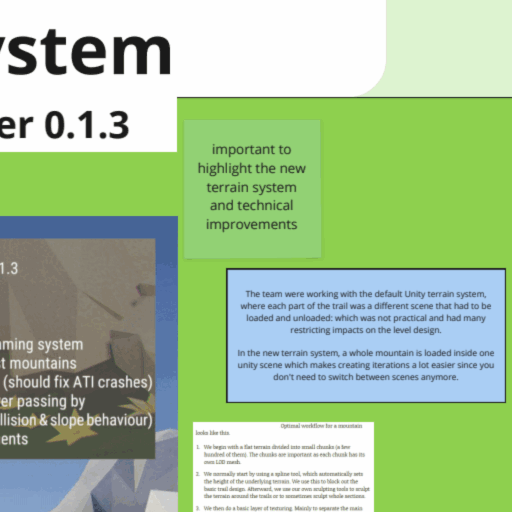 ystem
er 0.1.3
important to
highlight the new
terrain system
and technical
improvements
1.3
aming system
st mountains
(should fix ATI crashes)
er passing by
llision & slope behaviour)
ents
The team were working with the default Unity terrain system,
where each part of the trail was a different scene that had to be
loaded and unloaded: which was not practical and had many
restricting impacts on the level design.
In the new terrain system, a whole mountain is loaded inside one
unity scene which makes creating iterations a lot easier since you
don't need to switch between scenes anymore.
Optimal workflow for a mountain
looks like this.
1. We begin with a flat terrain divided into small chunks (a few
hundred of them). The chunks are important as each chunk has its
own LOD mesh.
2. We normally start by using a spline tool, which automatically sets
the height of the underlying terrain. We use this to block out the
basic trail design. Afterward, we use our own sculpting tools to sculpt
the terrain around the trails or to sometimes sculpt whole sections.
3. We then do a basic layer of texturing. Mainly to separate the main